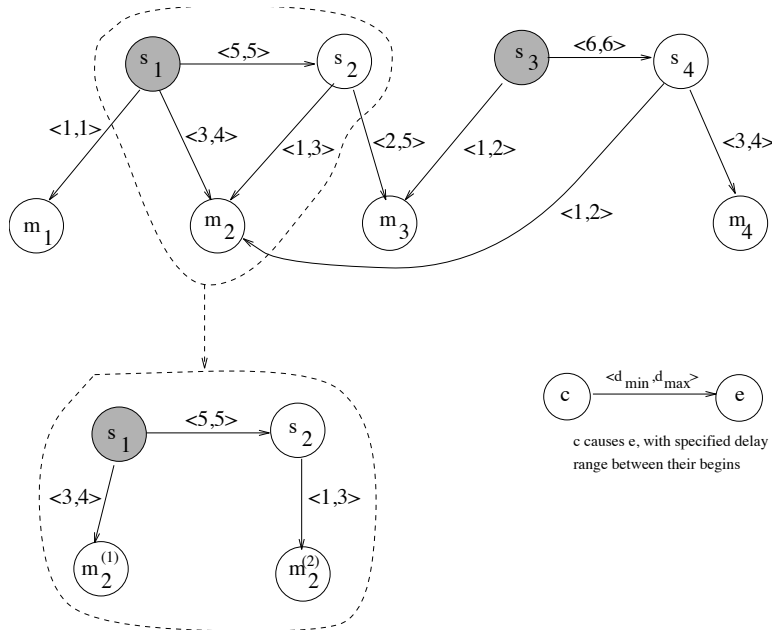 s1 <5,5> s2 s3 <6,6> s4
<1,1> <3,4> <1,3> <2,5> <1,2> <3,4>
m1 m2 m3 <1,2> m4
<5,5>
s1 s2
<3,4> <1,3>
m2(1) m2(2)
c <dmin,dmax> e
c causes e, with specified delay
range between their begins